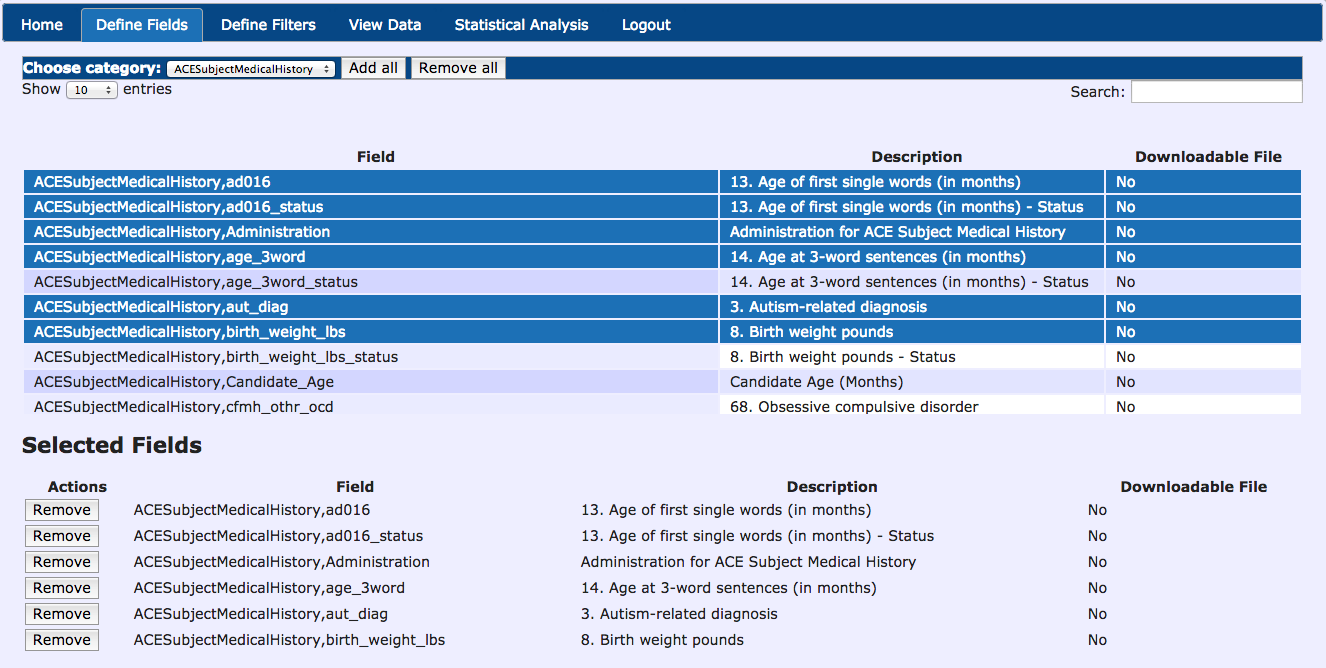 Home Define Fields Define Filters View Data Statistical Analysis Logout
Choose category: ACESubjectMedicalHistory Add all Remove all
Show 10 entries Search:
Field Description Downloadable File
ACESubjectMedicalHistory,ad016 13. Age of first single words (in months) No
ACESubjectMedicalHistory,ad016_status 13. Age of first single words (in months) - Status No
ACESubjectMedicalHistory,Administration Administration for ACE Subject Medical History No
ACESubjectMedicalHistory,age_3word 14. Age at 3-word sentences (in months) No
ACESubjectMedicalHistory,age_3word_status 14. Age at 3-word sentences (in months) - Status No
ACESubjectMedicalHistory,aut_diag 3. Autism-related diagnosis No
ACESubjectMedicalHistory,birth_weight_lbs 8. Birth weight pounds No
ACESubjectMedicalHistory,birth_weight_lbs_status 8. Birth weight pounds - Status No
ACESubjectMedicalHistory,Candidate_Age Candidate Age (Months) No
ACESubjectMedicalHistory,cfmh_othr_ocd 68. Obsessive compulsive disorder No
Selected Fields
Actions Field Description Downloadable File
Remove ACESubjectMedicalHistory,ad016 13. Age of first single words (in months) No
Remove ACESubjectMedicalHistory,ad016_status 13. Age of first single words (in months) - Status No
Remove ACESubjectMedicalHistory,Administration Administration for ACE Subject Medical History No
Remove ACESubjectMedicalHistory,age_3word 14. Age at 3-word sentences (in months) No
Remove ACESubjectMedicalHistory,aut_diag 3. Autism-related diagnosis No
Remove ACESubjectMedicalHistory,birth_weight_lbs 8. Birth weight pounds No